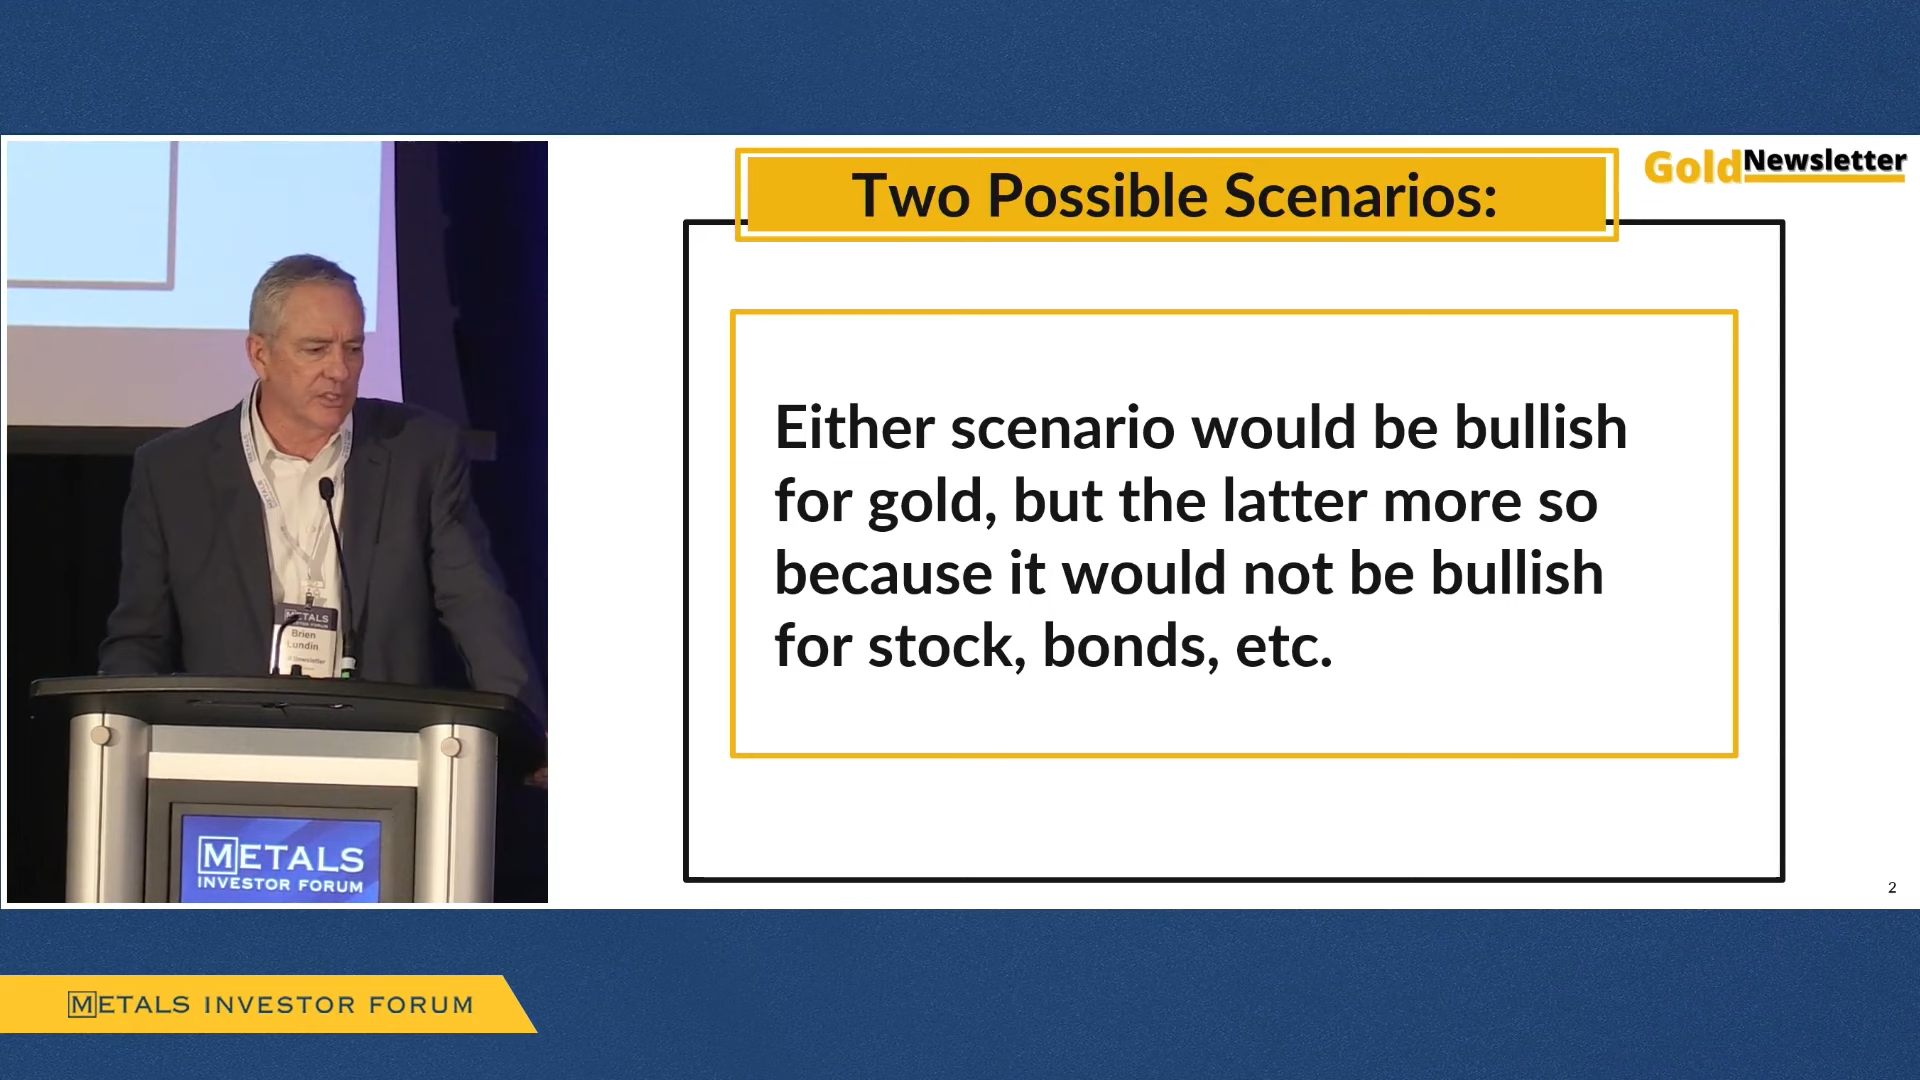 Two Possible Scenarios:
GoldNewsletter
Either scenario would be bullish
for gold, but the latter more so
because it would not be bullish
for stock, bonds, etc.
METALS
Brien
Lundin
METALS
INVESTOR FORUM
2
METALS INVESTOR FORUM